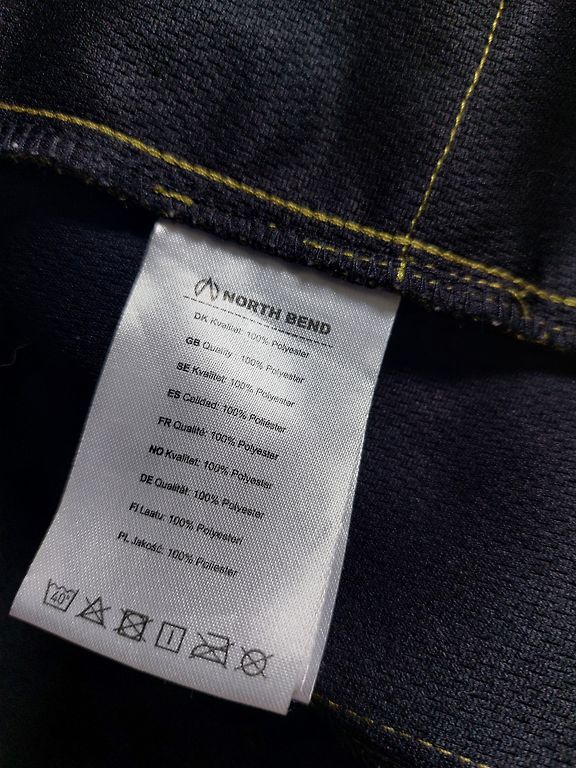 NORTH BEND
DK Kvalitet: 100% Polyester
GB Quality: 100% Polyester
SE Kvalitet: 100% Polyester
ES Calidad: 100% Poliéster
FR Qualité: 100% Polyester
NO Kvalitet: 100% Polyester
DE Qualität: 100% Polyester
FI Laatu: 100% Polyesteri
PL Jakość: 100% Poliester
40°